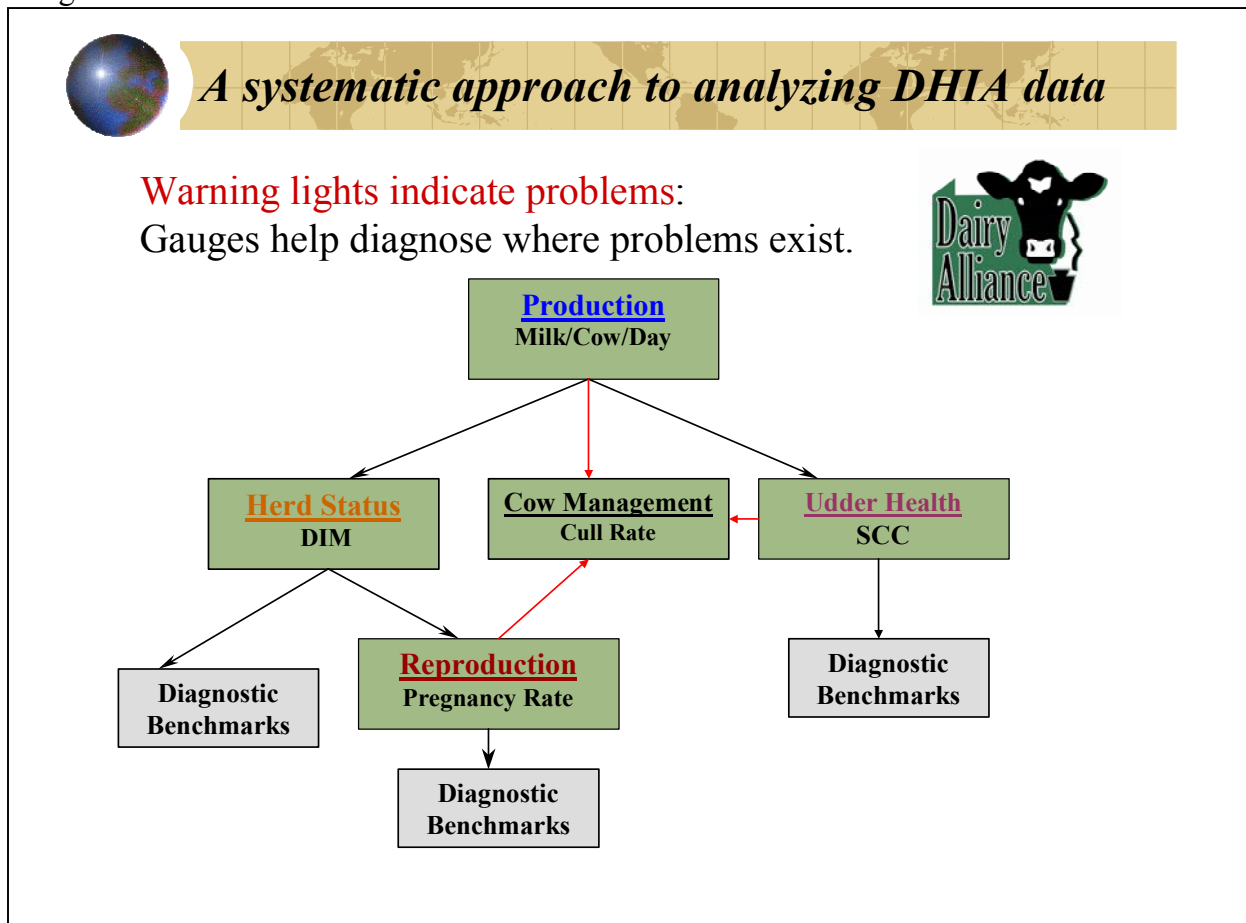 A systematic approach to analyzing DHIA data
Warning lights indicate problems:
Gauges help diagnose where problems exist.
Dairy
Alliance
Production
Milk/Cow/Day
Herd Status
DIM
Cow Management
Cull Rate
Udder Health
SCC
Diagnostic
Benchmarks
Reproduction
Pregnancy Rate
Diagnostic
Benchmarks
Diagnostic
Benchmarks